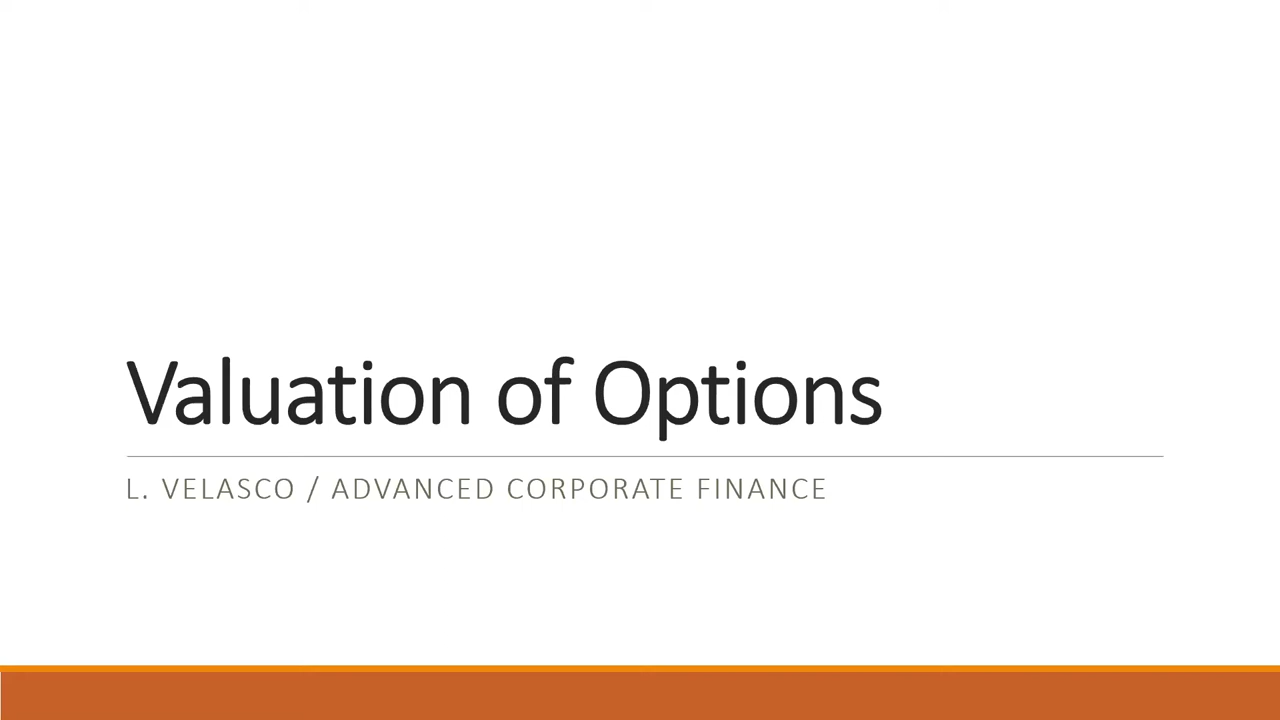 Valuation of Options
L. VELASCO / ADVANCED CORPORATE FINANCE